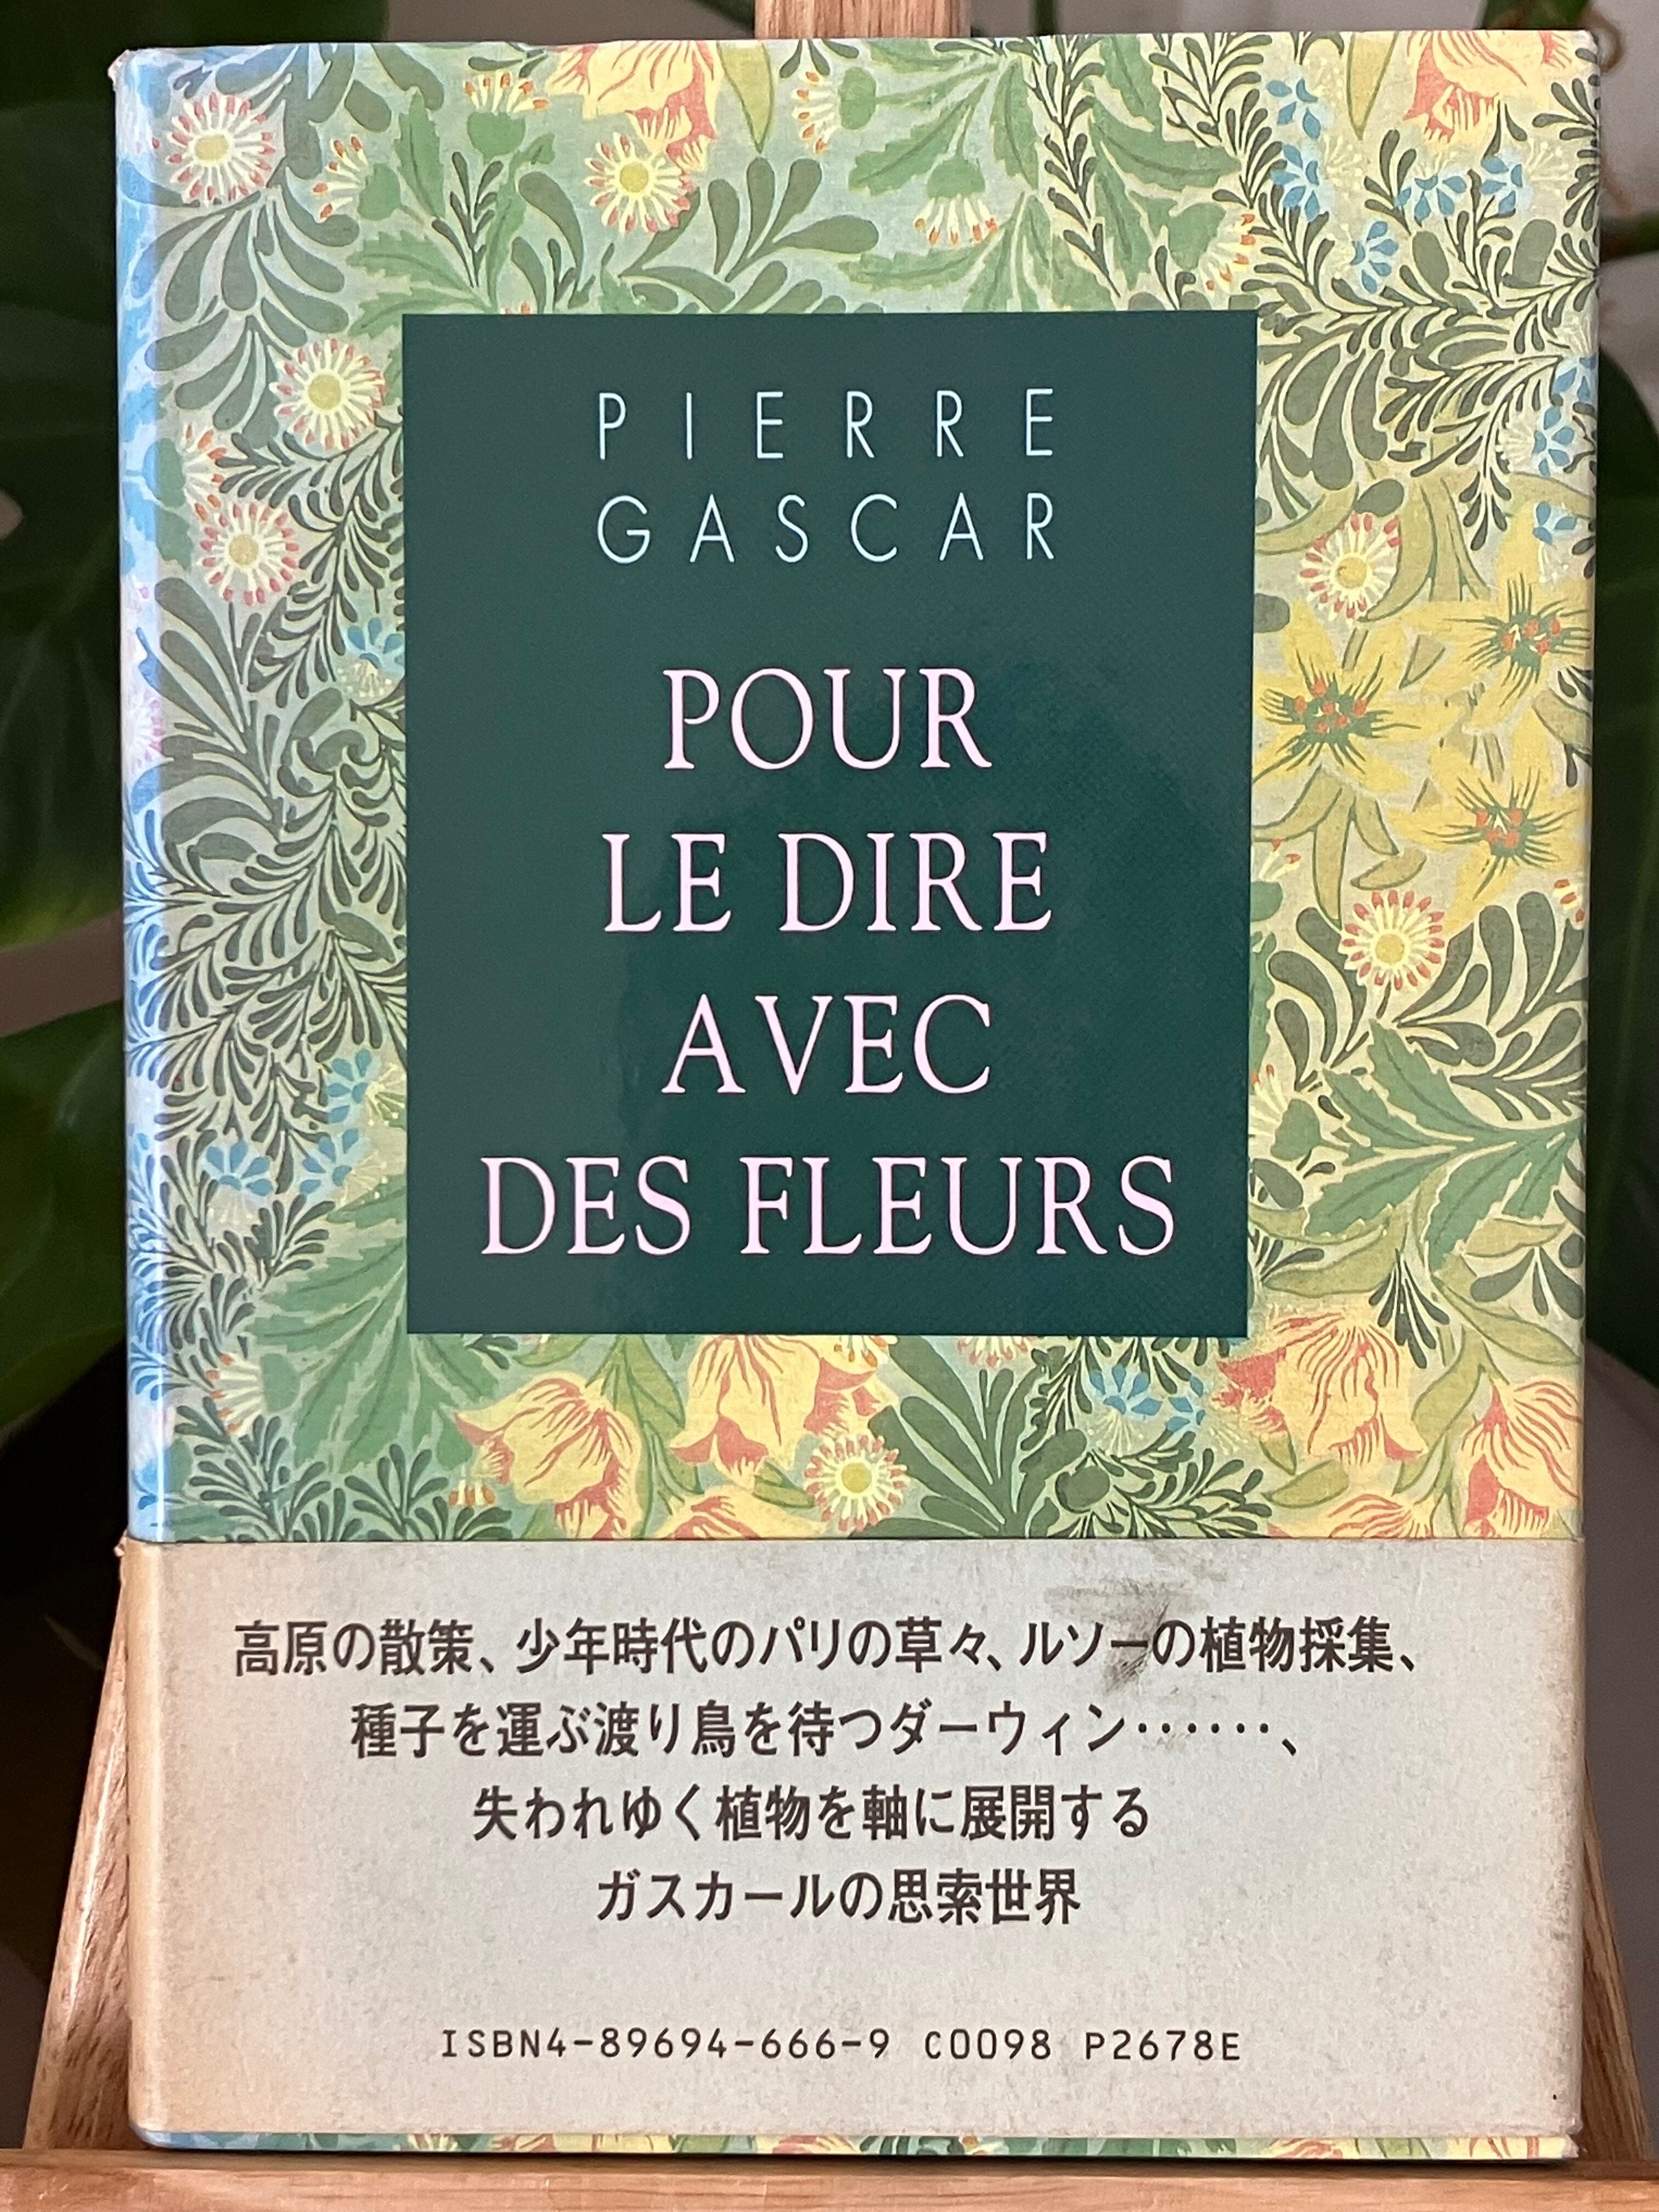 PIERRE
GASCAR
POUR
LE DIRE
AVEC
DES FLEURS
高原の散策、少年時代のパリの草々、ルソーの植物採集、
種子を運ぶ渡り鳥を待つダーウィン……、
失われゆく植物を軸に展開する
ガスカールの思索世界
ISBN4-89694-666-9 C0098 P2678E